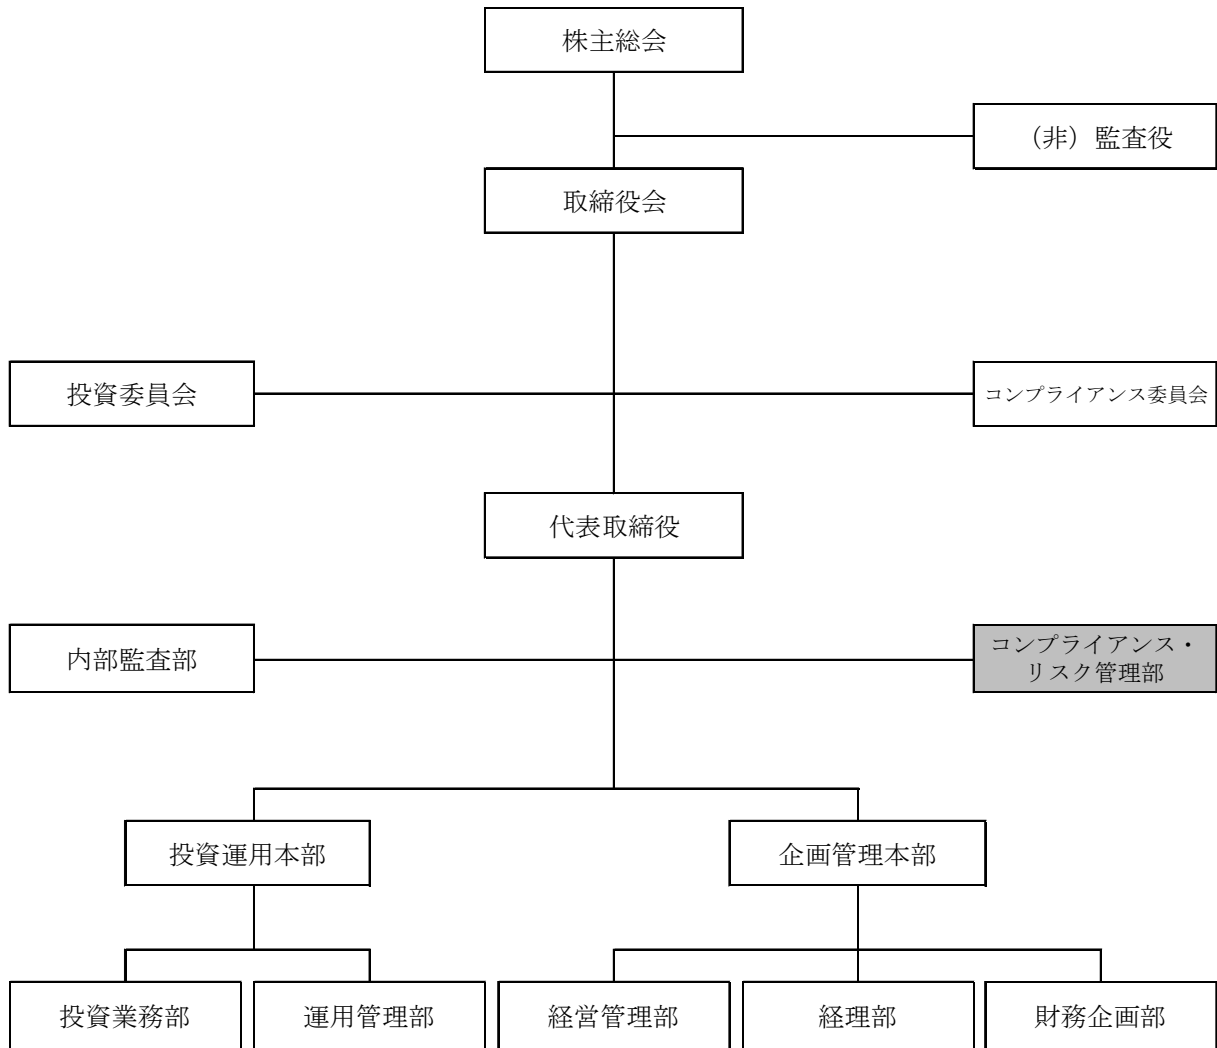 株主総会
（非）監査役
取締役会
投資委員会
コンプライアンス委員会
代表取締役
内部監査部
コンプライアンス・
リスク管理部
投資運用本部
企画管理本部
投資業務部
運用管理部
経営管理部
経理部
財務企画部